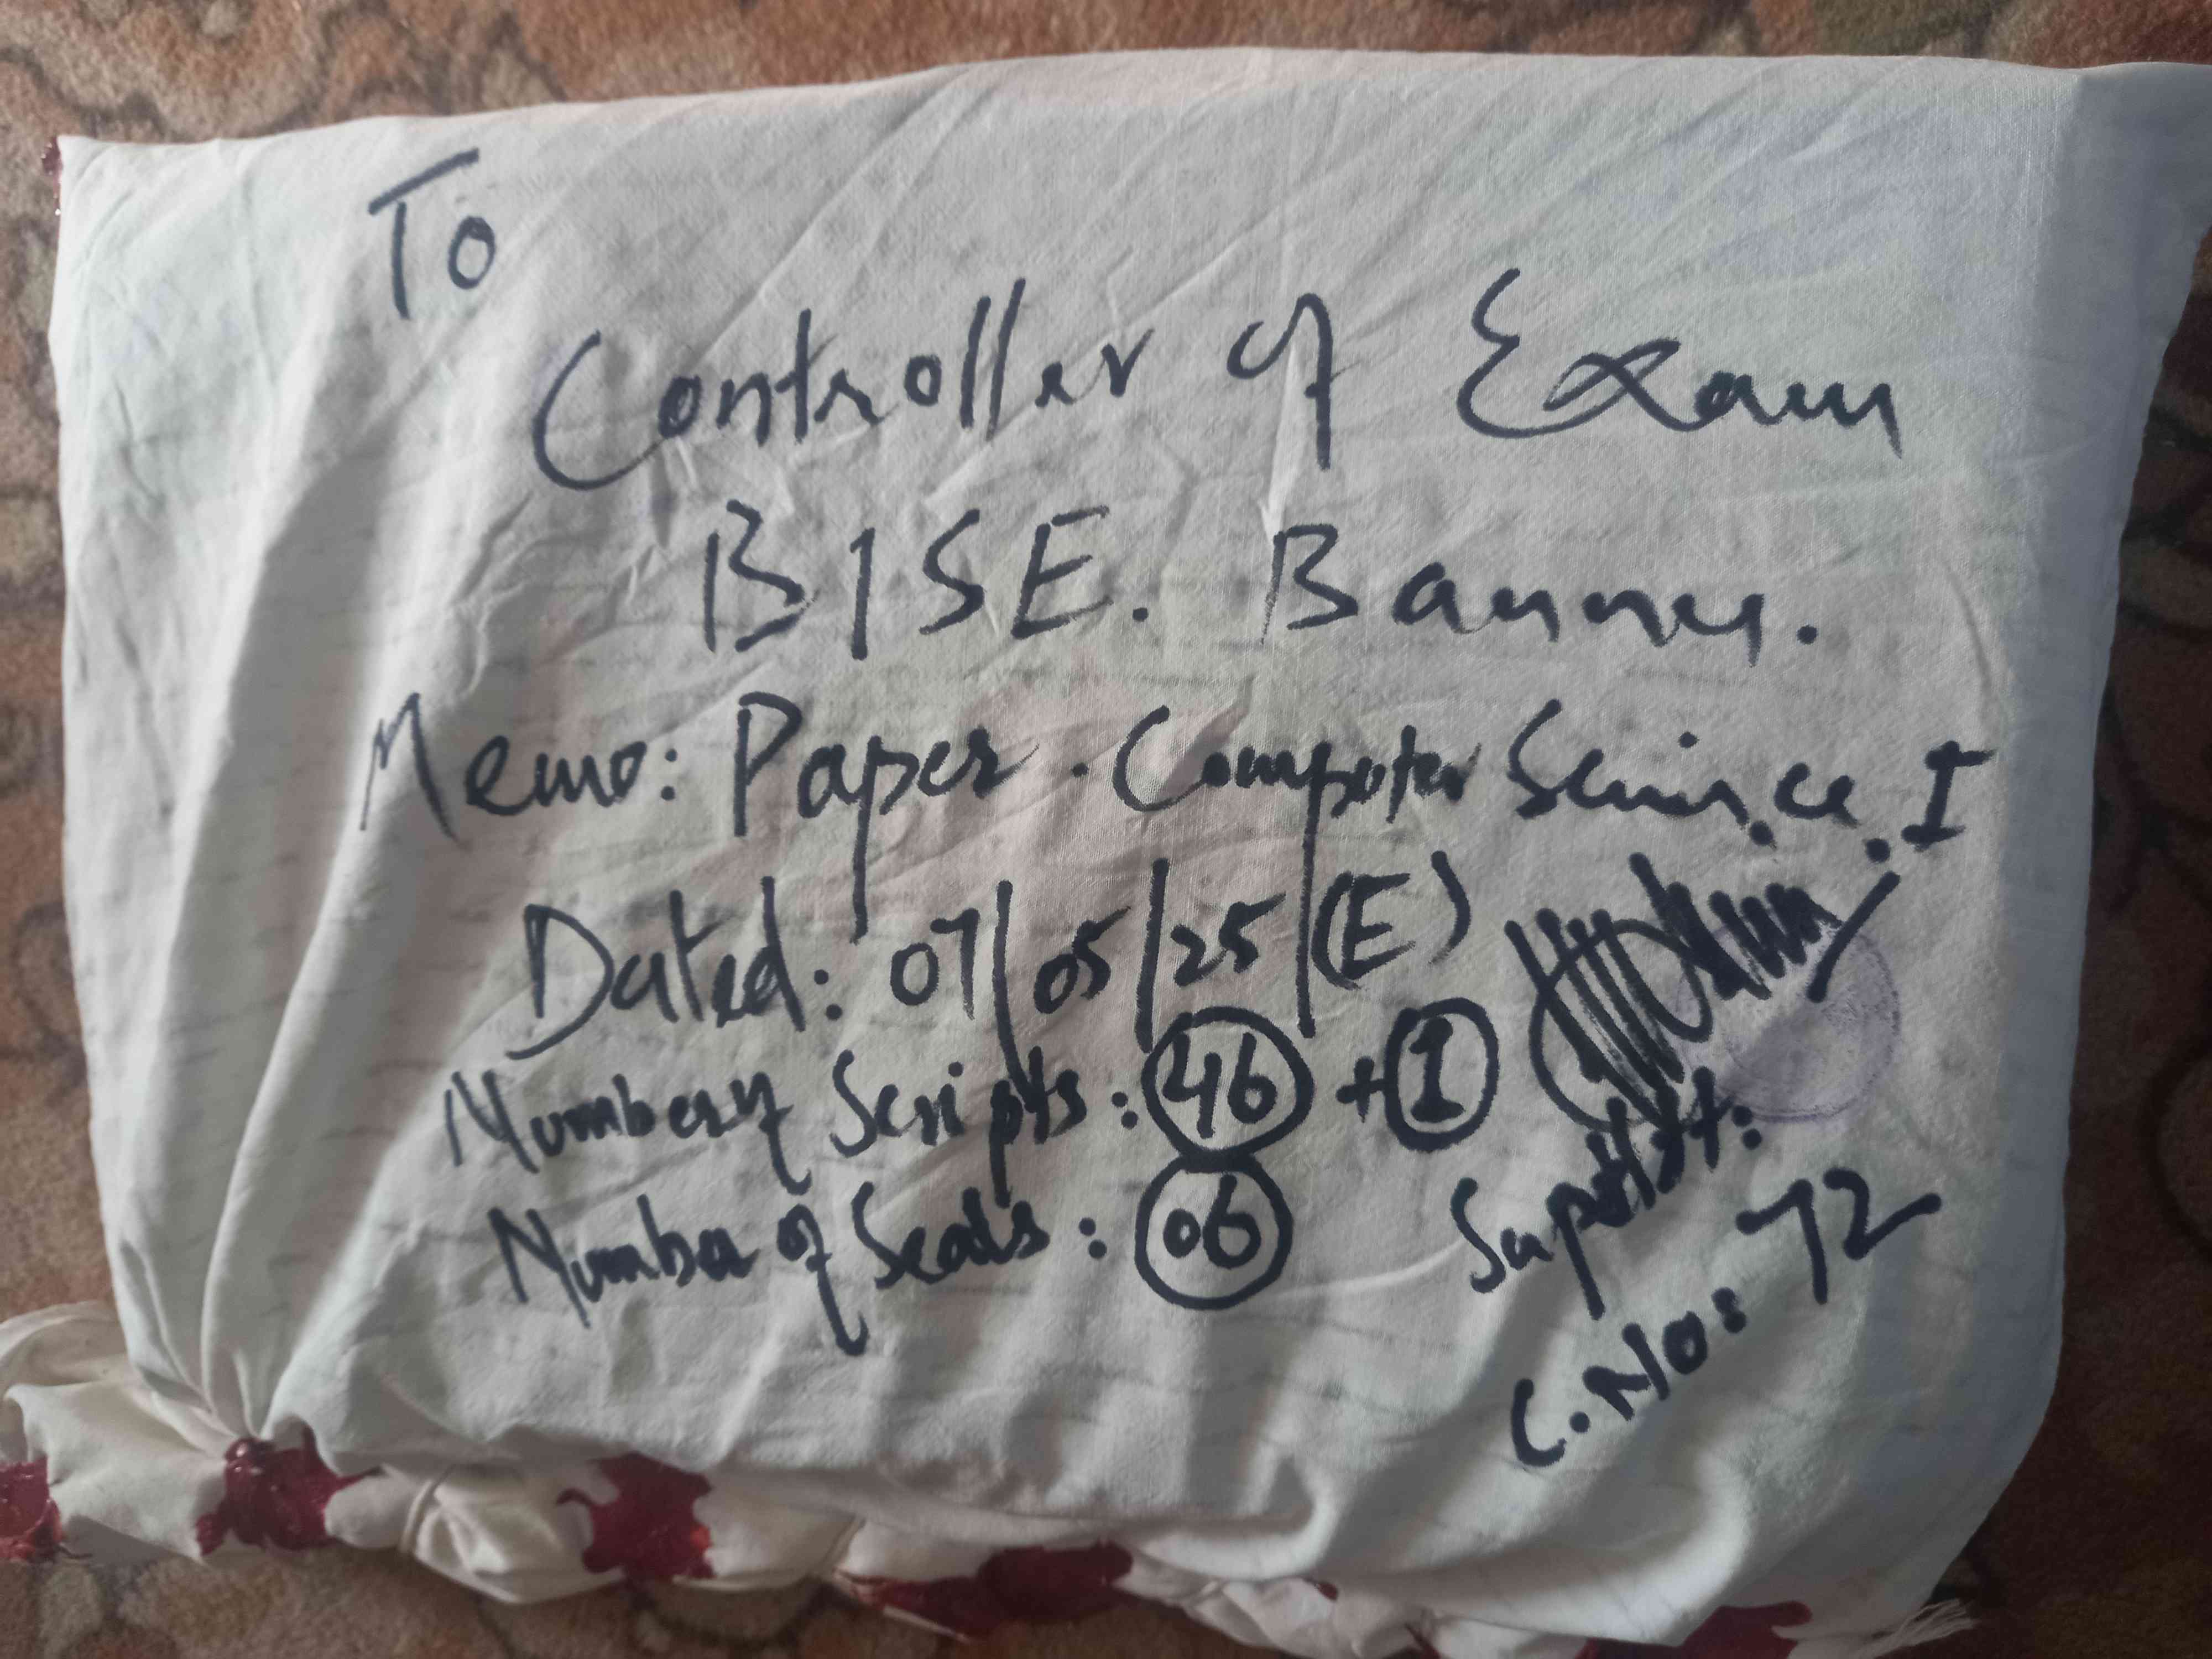 To
Controller of Exam
BISE. Bannu.
Memo: Paper. Computer Science. I
Dated: 07/05/25/(E)
Number of Scripts: 46 + 1
Number of Seals: 06
Supdtt:
C.No: 72